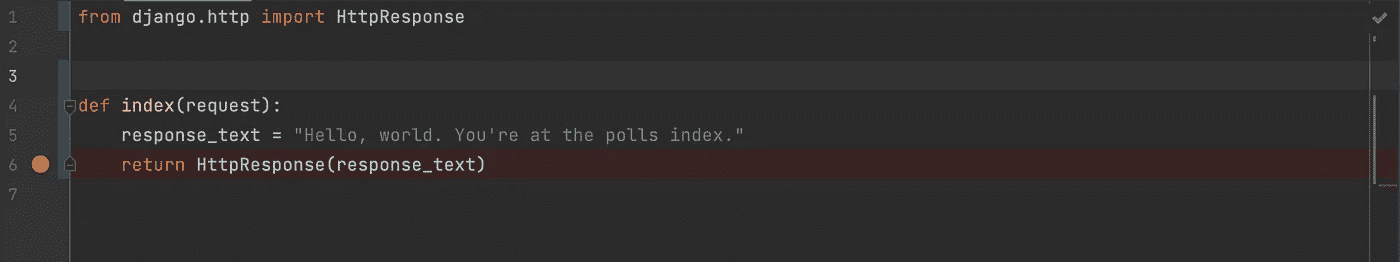 1 from django.http import HttpResponse
2
3
4 def index(request):
5     response_text = "Hello, world. You're at the polls index."
6     return HttpResponse(response_text)
7